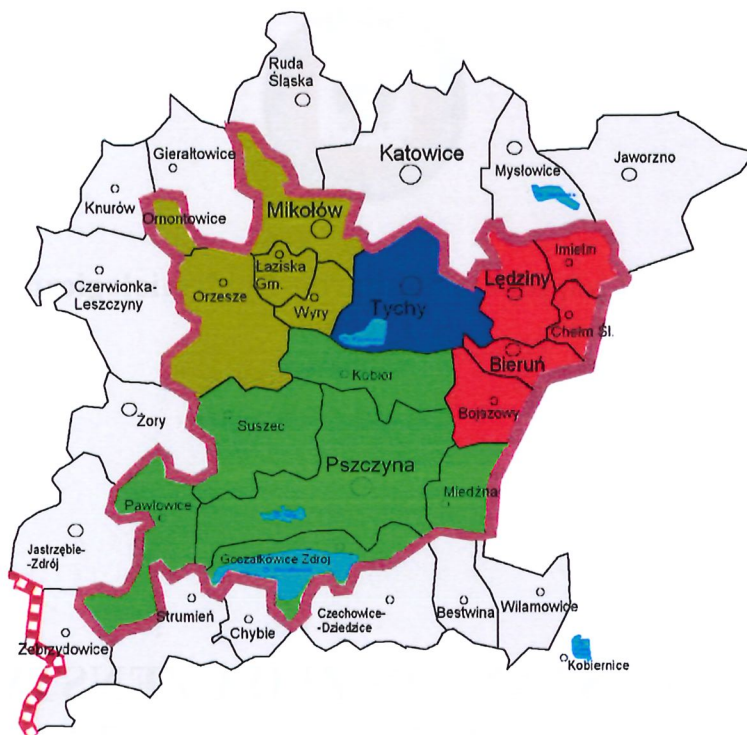 Ruda
Śląska
Gierałtowice
Katowice
Mysłowice
Jaworzno
Knurów
Ornontowice
Mikołów
Imielin
Czerwionka-
Leszczyny
Orzesze
Łaziska
Grn.
Wyry
Tychy
Lędziny
Chełm Śl.
Bieruń
Kobiór
Bojszowy
Żory
Suszec
Pszczyna
Pawłowice
Miedźna
Jastrzębie-
-Zdrój
Goczałkowice Zdrój
Strumień
Chybie
Czechowice-
-Dziedzice
Bestwina
Wilamowice
Zebrzydowice
Kobiernice